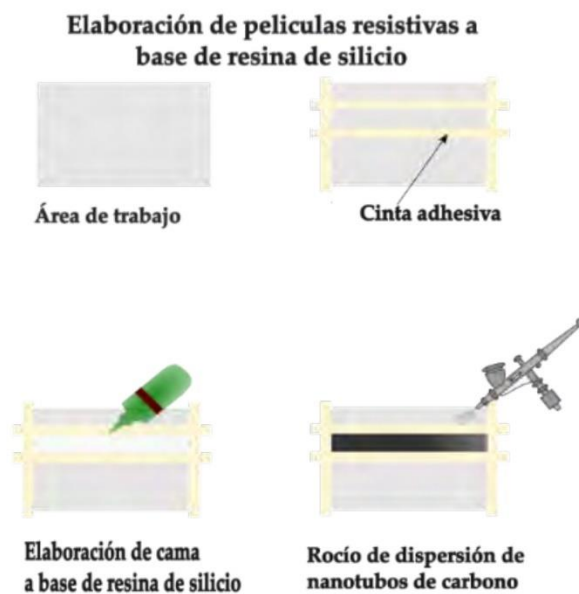 Elaboración de peliculas resistivas a
base de resina de silicio
Área de trabajo
Cinta adhesiva
Elaboración de cama
a base de resina de silicio
Rocío de dispersión de
nanotubos de carbono